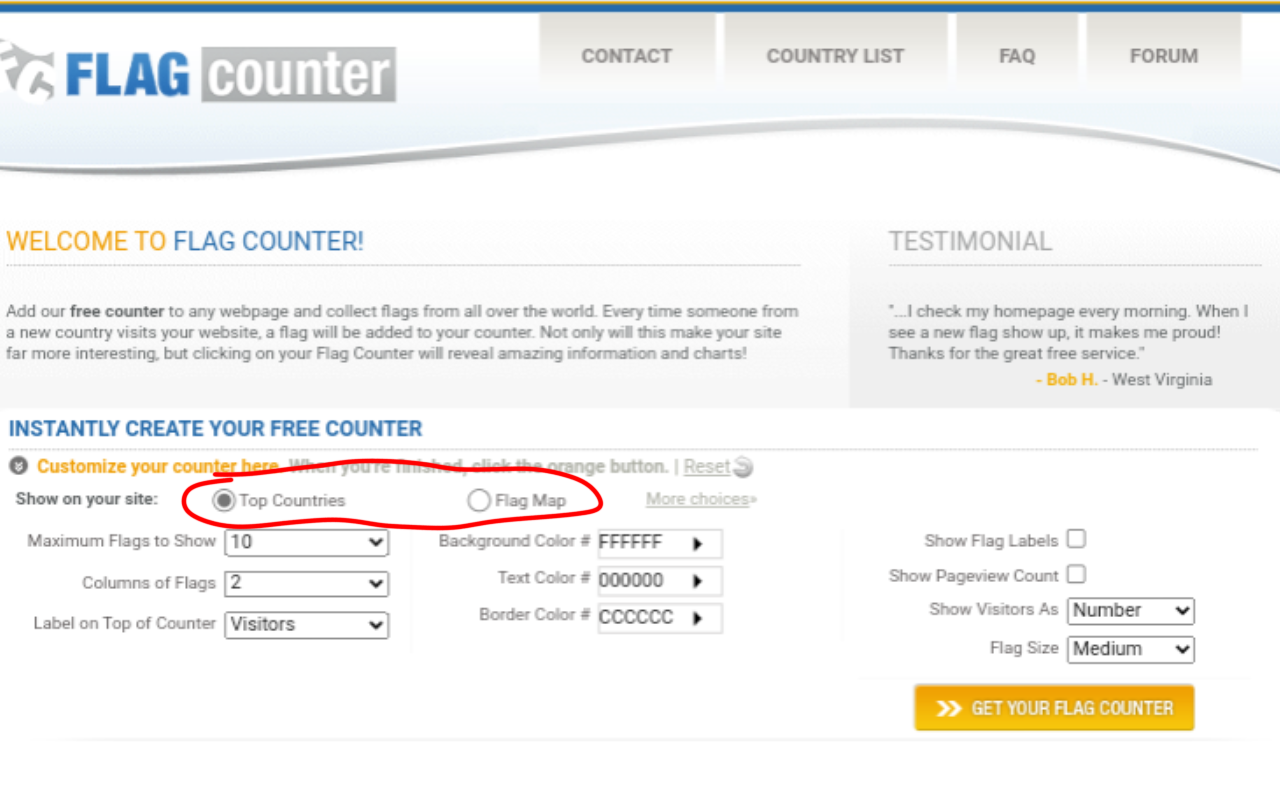 FLAG counter
CONTACT COUNTRY LIST FAQ FORUM
WELCOME TO FLAG COUNTER!
Add our free counter to any webpage and collect flags from all over the world. Every time someone from
a new country visits your website, a flag will be added to your counter. Not only will this make your site
far more interesting, but clicking on your Flag Counter will reveal amazing information and charts!
TESTIMONIAL
"...I check my homepage every morning. When I
see a new flag show up, it makes me proud!
Thanks for the great free service."
- Bob H. - West Virginia
INSTANTLY CREATE YOUR FREE COUNTER
Customize your counter here. When you're finished, click the orange button. | Reset
Show on your site: Top Countries Flag Map More choices»
Maximum Flags to Show 10
Columns of Flags 2
Label on Top of Counter Visitors
Background Color # FFFFFF
Text Color # 000000
Border Color # CCCCCC
Show Flag Labels
Show Pageview Count
Show Visitors As Number
Flag Size Medium
GET YOUR FLAG COUNTER